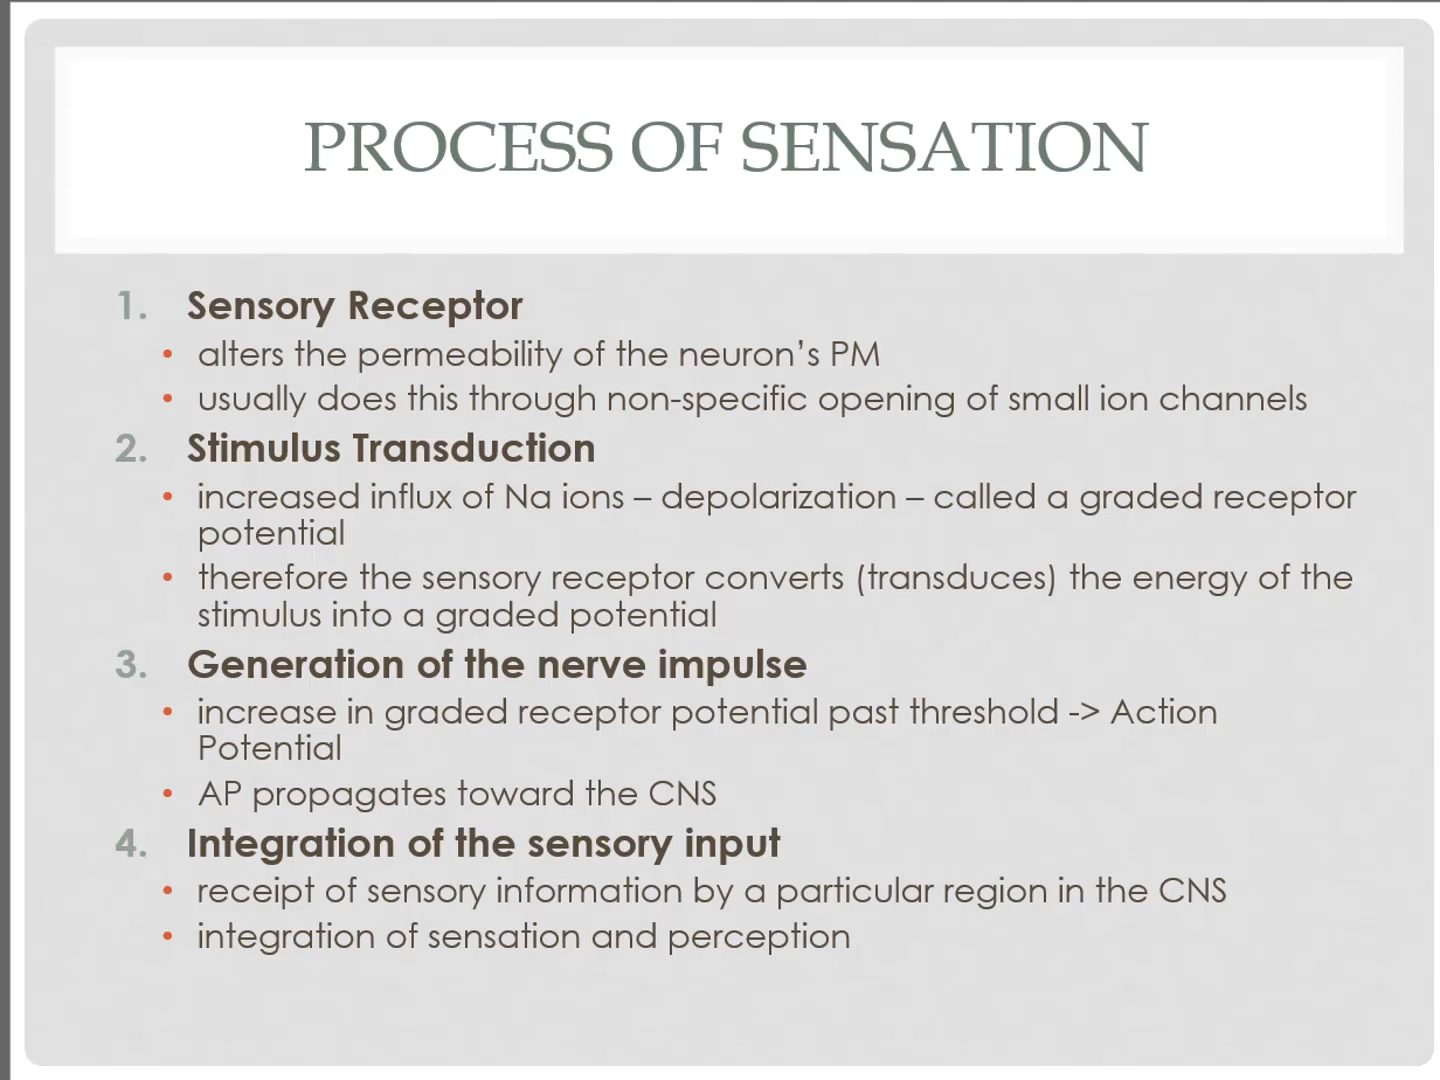 PROCESS OF SENSATION
1. Sensory Receptor
• alters the permeability of the neuron’s PM
• usually does this through non-specific opening of small ion channels
2. Stimulus Transduction
• increased influx of Na ions – depolarization – called a graded receptor
potential
• therefore the sensory receptor converts (transduces) the energy of the
stimulus into a graded potential
3. Generation of the nerve impulse
• increase in graded receptor potential past threshold -> Action
Potential
• AP propagates toward the CNS
4. Integration of the sensory input
• receipt of sensory information by a particular region in the CNS
• integration of sensation and perception